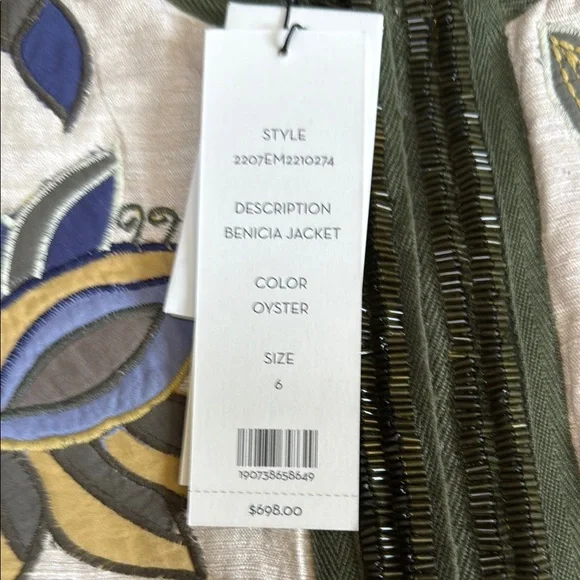 STYLE
2207EM2210274
DESCRIPTION
BENICIA JACKET
COLOR
OYSTER
SIZE
6
190738658649
$698.00